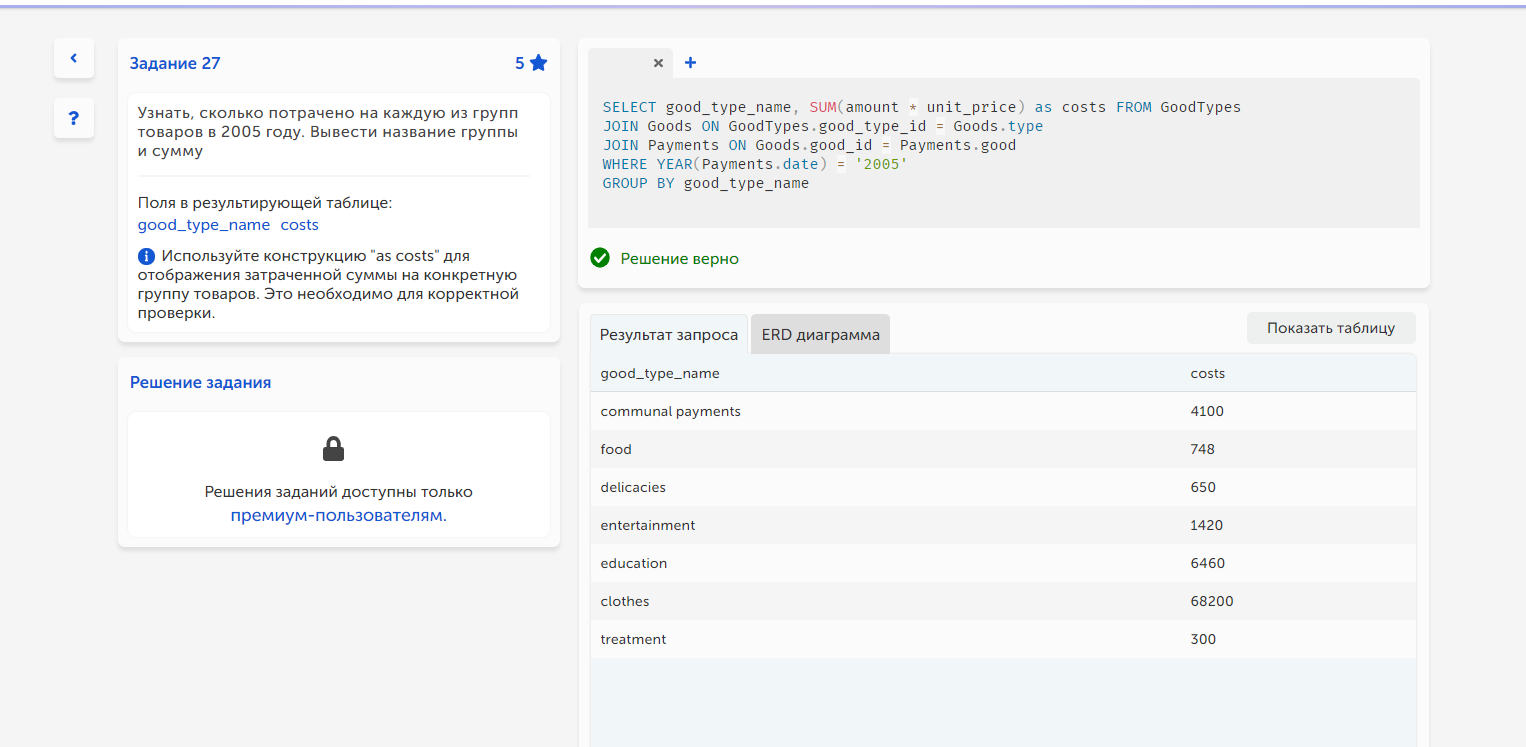 Задание 27
5
?
Узнать, сколько потрачено на каждую из групп
товаров в 2005 году. Вывести название группы
и сумму
Поля в результирующей таблице:
good_type_name costs
Используйте конструкцию "as costs" для
отображения затраченной суммы на конкретную
группу товаров. Это необходимо для корректной
проверки.
Решение задания
Решения заданий доступны только
премиум-пользователям.
SELECT good_type_name, SUM(amount * unit_price) as costs FROM GoodTypes
JOIN Goods ON GoodTypes.good_type_id = Goods.type
JOIN Payments ON Goods.good_id = Payments.good
WHERE YEAR(Payments.date) = '2005'
GROUP BY good_type_name
Решение верно
Результат запроса
ERD диаграмма
Показать таблицу
good_type_name costs
communal payments 4100
food 748
delicacies 650
entertainment 1420
education 6460
clothes 68200
treatment 300